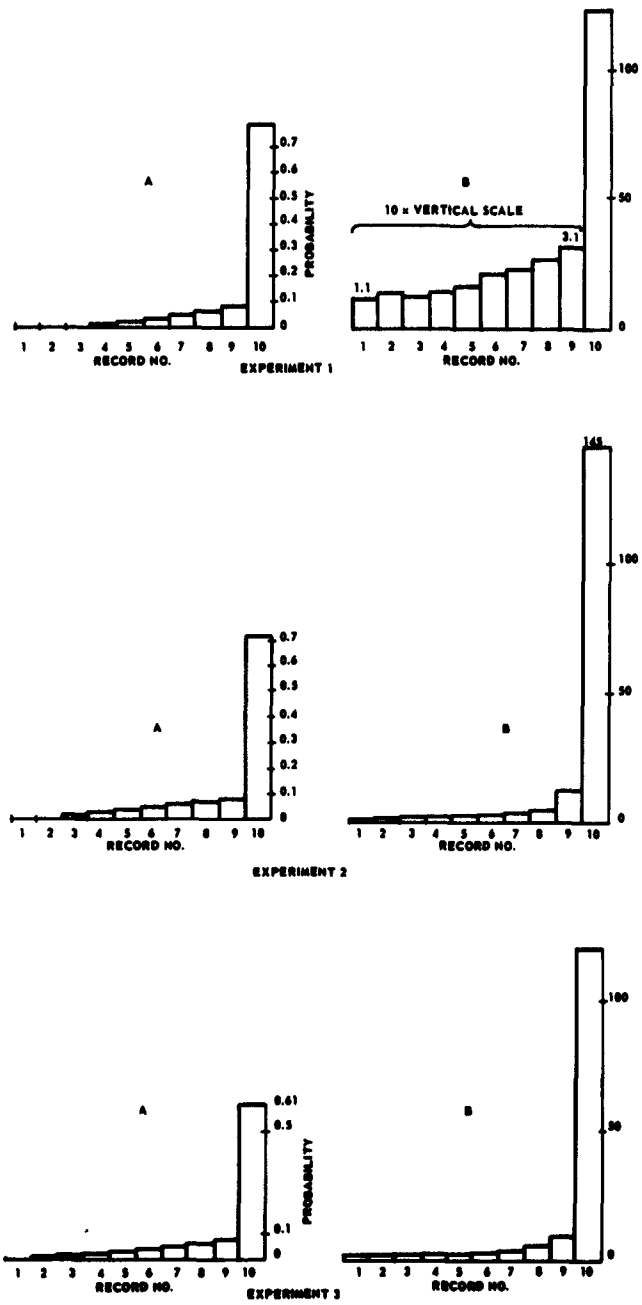 A
0.7
0.6
0.5
0.4
0.3
0.2
0.1
0
PROBABILITY
1 2 3 4 5 6 7 8 9 10
RECORD NO.
B
10 x VERTICAL SCALE
1.1
3.1
100
50
0
1 2 3 4 5 6 7 8 9 10
RECORD NO.
EXPERIMENT 1
A
0.7
0.6
0.5
0.4
0.3
0.2
0.1
0
1 2 3 4 5 6 7 8 9 10
RECORD NO.
B
145
100
50
0
1 2 3 4 5 6 7 8 9 10
RECORD NO.
EXPERIMENT 2
A
0.61
0.5
0.1
0
PROBABILITY
1 2 3 4 5 6 7 8 9 10
RECORD NO.
B
100
50
0
1 2 3 4 5 6 7 8 9 10
RECORD NO.
EXPERIMENT 3